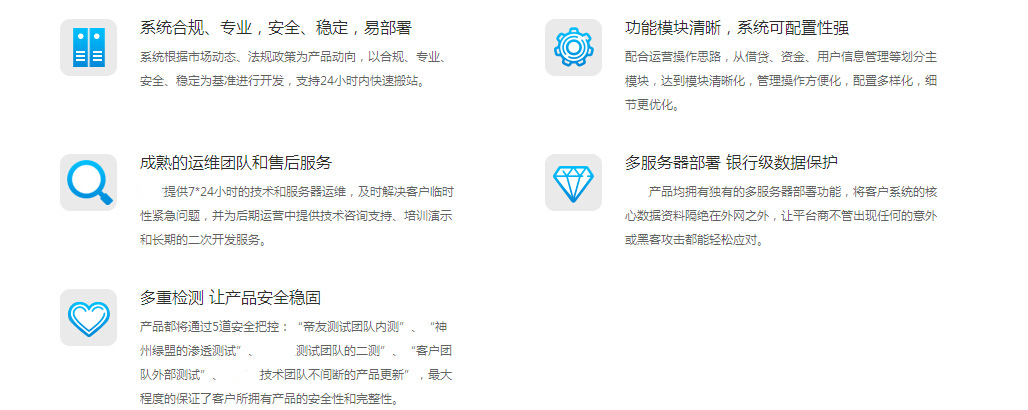 系统合规、专业，安全、稳定，易部署
系统根据市场动态、法规政策为产品动向，以合规、专业、
安全、稳定为基准进行开发，支持24小时内快速搬站。
功能模块清晰，系统可配置性强
配合运营操作思路，从借贷、资金、用户信息管理等划分主
模块，达到模块清晰化，管理操作方便化，配置多样化，细
节更优化。
成熟的运维团队和售后服务
提供7*24小时的技术和服务器运维，及时解决客户临时
性紧急问题，并为后期运营中提供技术咨询支持、培训演示
和长期的二次开发服务。
多服务器部署 银行级数据保护
产品均拥有独有的多服务器部署功能，将客户系统的核
心数据资料隔绝在外网之外，让平台商不管出现任何的意外
或黑客攻击都能轻松应对。
多重检测 让产品安全稳固
产品都将通过5道安全把控：“帝友测试团队内测”、“神
州绿盟的渗透测试”、 测试团队的二测”、“客户团
队外部测试”、 技术团队不间断的产品更新”，最大
程度的保证了客户所拥有产品的安全性和完整性。